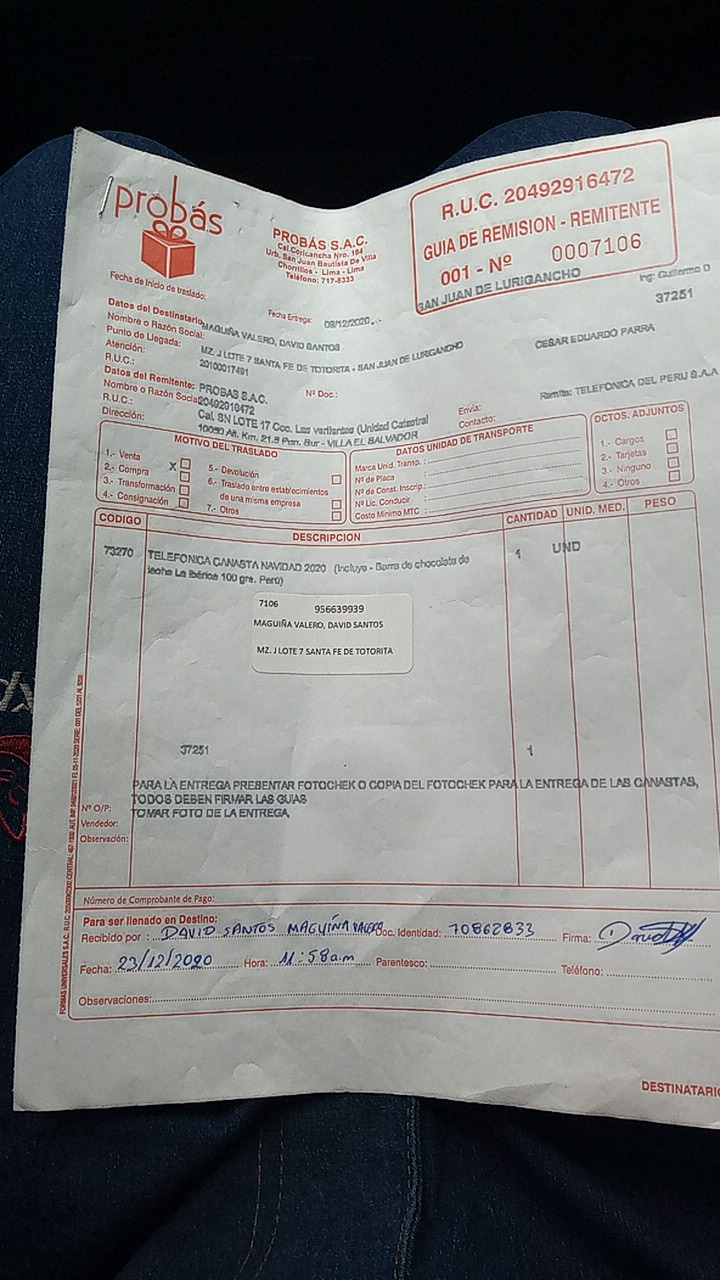 probás
PROBÁS S.A.C.
Cal.Coricancha Nro. 164
Urb. San Juan Bautista De Villa
Chorrillos - Lima - Lima
Teléfono: 717-8333
R.U.C. 20492916472
GUIA DE REMISION - REMITENTE
001 - Nº 0007106
Fecha de Inicio de traslado:
Fecha Entrega: 09/12/2020
SAN JUAN DE LURIGANCHO
Ing: Guillermo D
37251
Datos del Destinatario
Nombre o Razón Social: MAGUIÑA VALERO, DAVID SANTOS
Punto de Llegada: MZ. J LOTE 7 SANTA FE DE TOTORITA - SAN JUAN DE LURIGANCHO
Atención: CESAR EDUARDO PARRA
R.U.C.: 20100017491
Nº Doc.:
Remite: TELEFONICA DEL PERU S.A.A
Datos del Remitente:
Nombre o Razón Social PROBAS S.A.C.
R.U.C.: 20492916472
Dirección: Cal. SN LOTE 17 Coo. Las vertientes (Unidad Catastral
10090 Alt. Km. 21.5 Pan. Sur - VILLA EL SALVADOR
Envía:
Contacto:
MOTIVO DEL TRASLADO
1.- Venta X
2.- Compra
3.- Transformación
4.- Consignación
5.- Devolución
6.- Traslado entre establecimientos
de una misma empresa
7.- Otros
DATOS UNIDAD DE TRANSPORTE
Marca Unid. Transp. :
Nº de Placa :
Nº de Const. Inscrip.:
Nº Lic. Conducir :
Costo Mínimo MTC :
DCTOS. ADJUNTOS
1.- Cargos
2.- Tarjetas
3.- Ninguno
4.- Otros
CODIGO DESCRIPCION CANTIDAD UNID. MED. PESO
73270 TELEFONICA CANASTA NAVIDAD 2020 (Incluye - Barra de chocolate de 1 UND
leche La Ibérica 100 grs. Perú)
7106 956639939
MAGUIÑA VALERO, DAVID SANTOS
MZ. J LOTE 7 SANTA FE DE TOTORITA
37251 1
PARA LA ENTREGA PRESENTAR FOTOCHEK O COPIA DEL FOTOCHEK PARA LA ENTREGA DE LAS CANASTAS,
TODOS DEBEN FIRMAR LAS GUIAS
TOMAR FOTO DE LA ENTREGA,
Nº O/P:
Vendedor:
Observación:
Número de Comprobante de Pago:
Para ser llenado en Destino:
Recibido por : DAVID SANTOS MAGUIÑA VALERO Doc. Identidad: 70862833 Firma:
Fecha: 23/12/2020 Hora: 11:58am Parentesco: Teléfono:
Observaciones:
DESTINATARIO